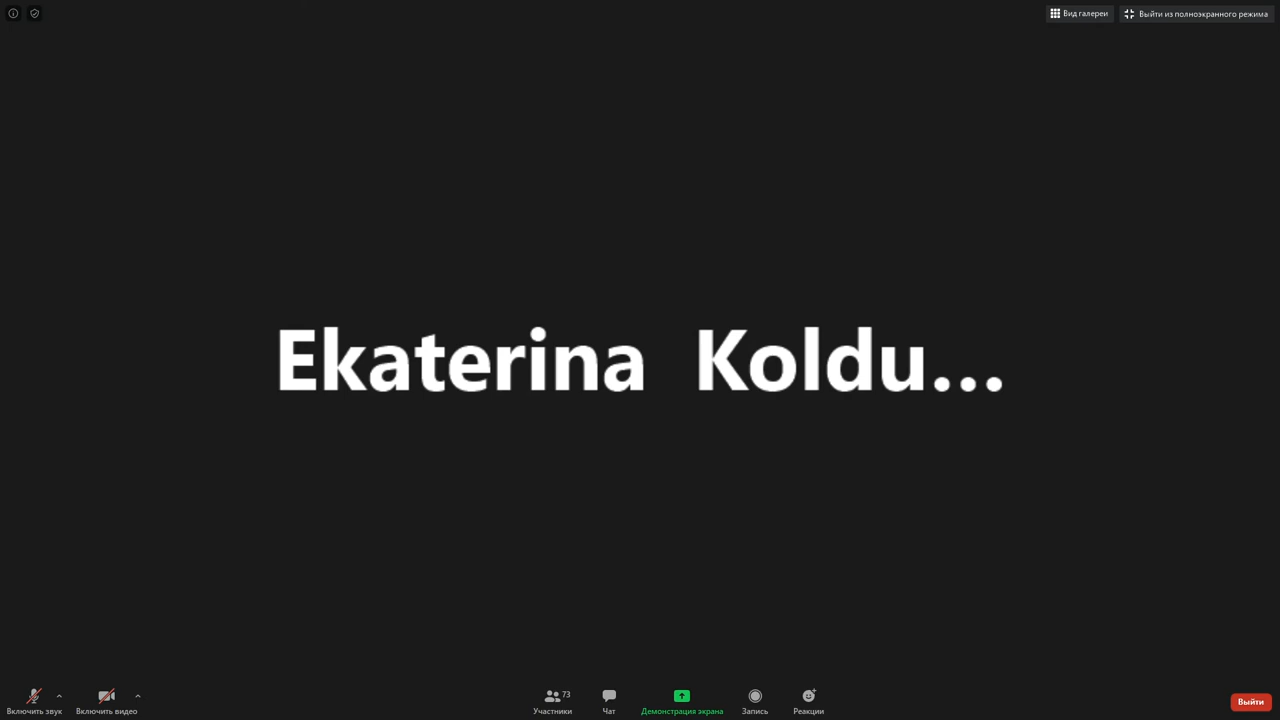 Вид галереи
Выйти из полноэкранного режима
Ekaterina Koldu...
Включить звук
Включить видео
73
Участники
Чат
Демонстрация экрана
Запись
Реакции
Выйти